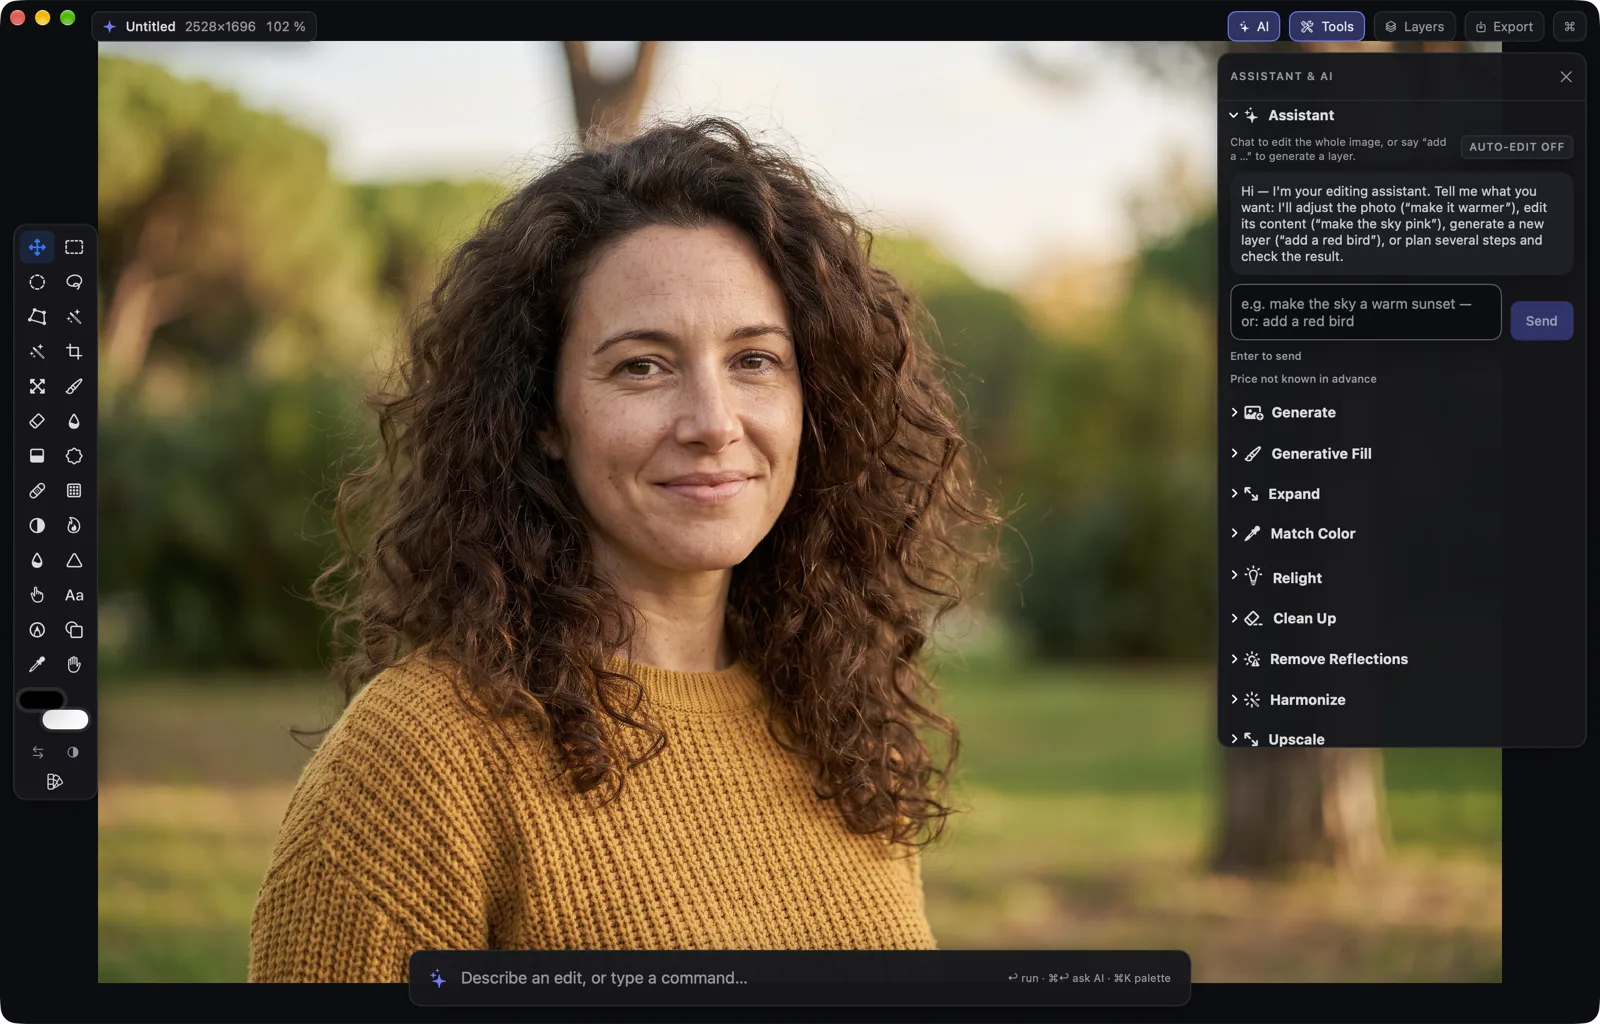 Untitled 2528×1696 102 %
AI Tools Layers Export ⌘
ASSISTANT & AI
Assistant
Chat to edit the whole image, or say “add
a …” to generate a layer.
AUTO-EDIT OFF
Hi — I'm your editing assistant. Tell me what you
want: I'll adjust the photo (“make it warmer”), edit
its content (“make the sky pink”), generate a new
layer (“add a red bird”), or plan several steps and
check the result.
e.g. make the sky a warm sunset —
or: add a red bird
Send
Enter to send
Price not known in advance
Generate
Generative Fill
Expand
Match Color
Relight
Clean Up
Remove Reflections
Harmonize
Upscale
Aa
Describe an edit, or type a command...
↩ run · ⌘↩ ask AI · ⌘K palette